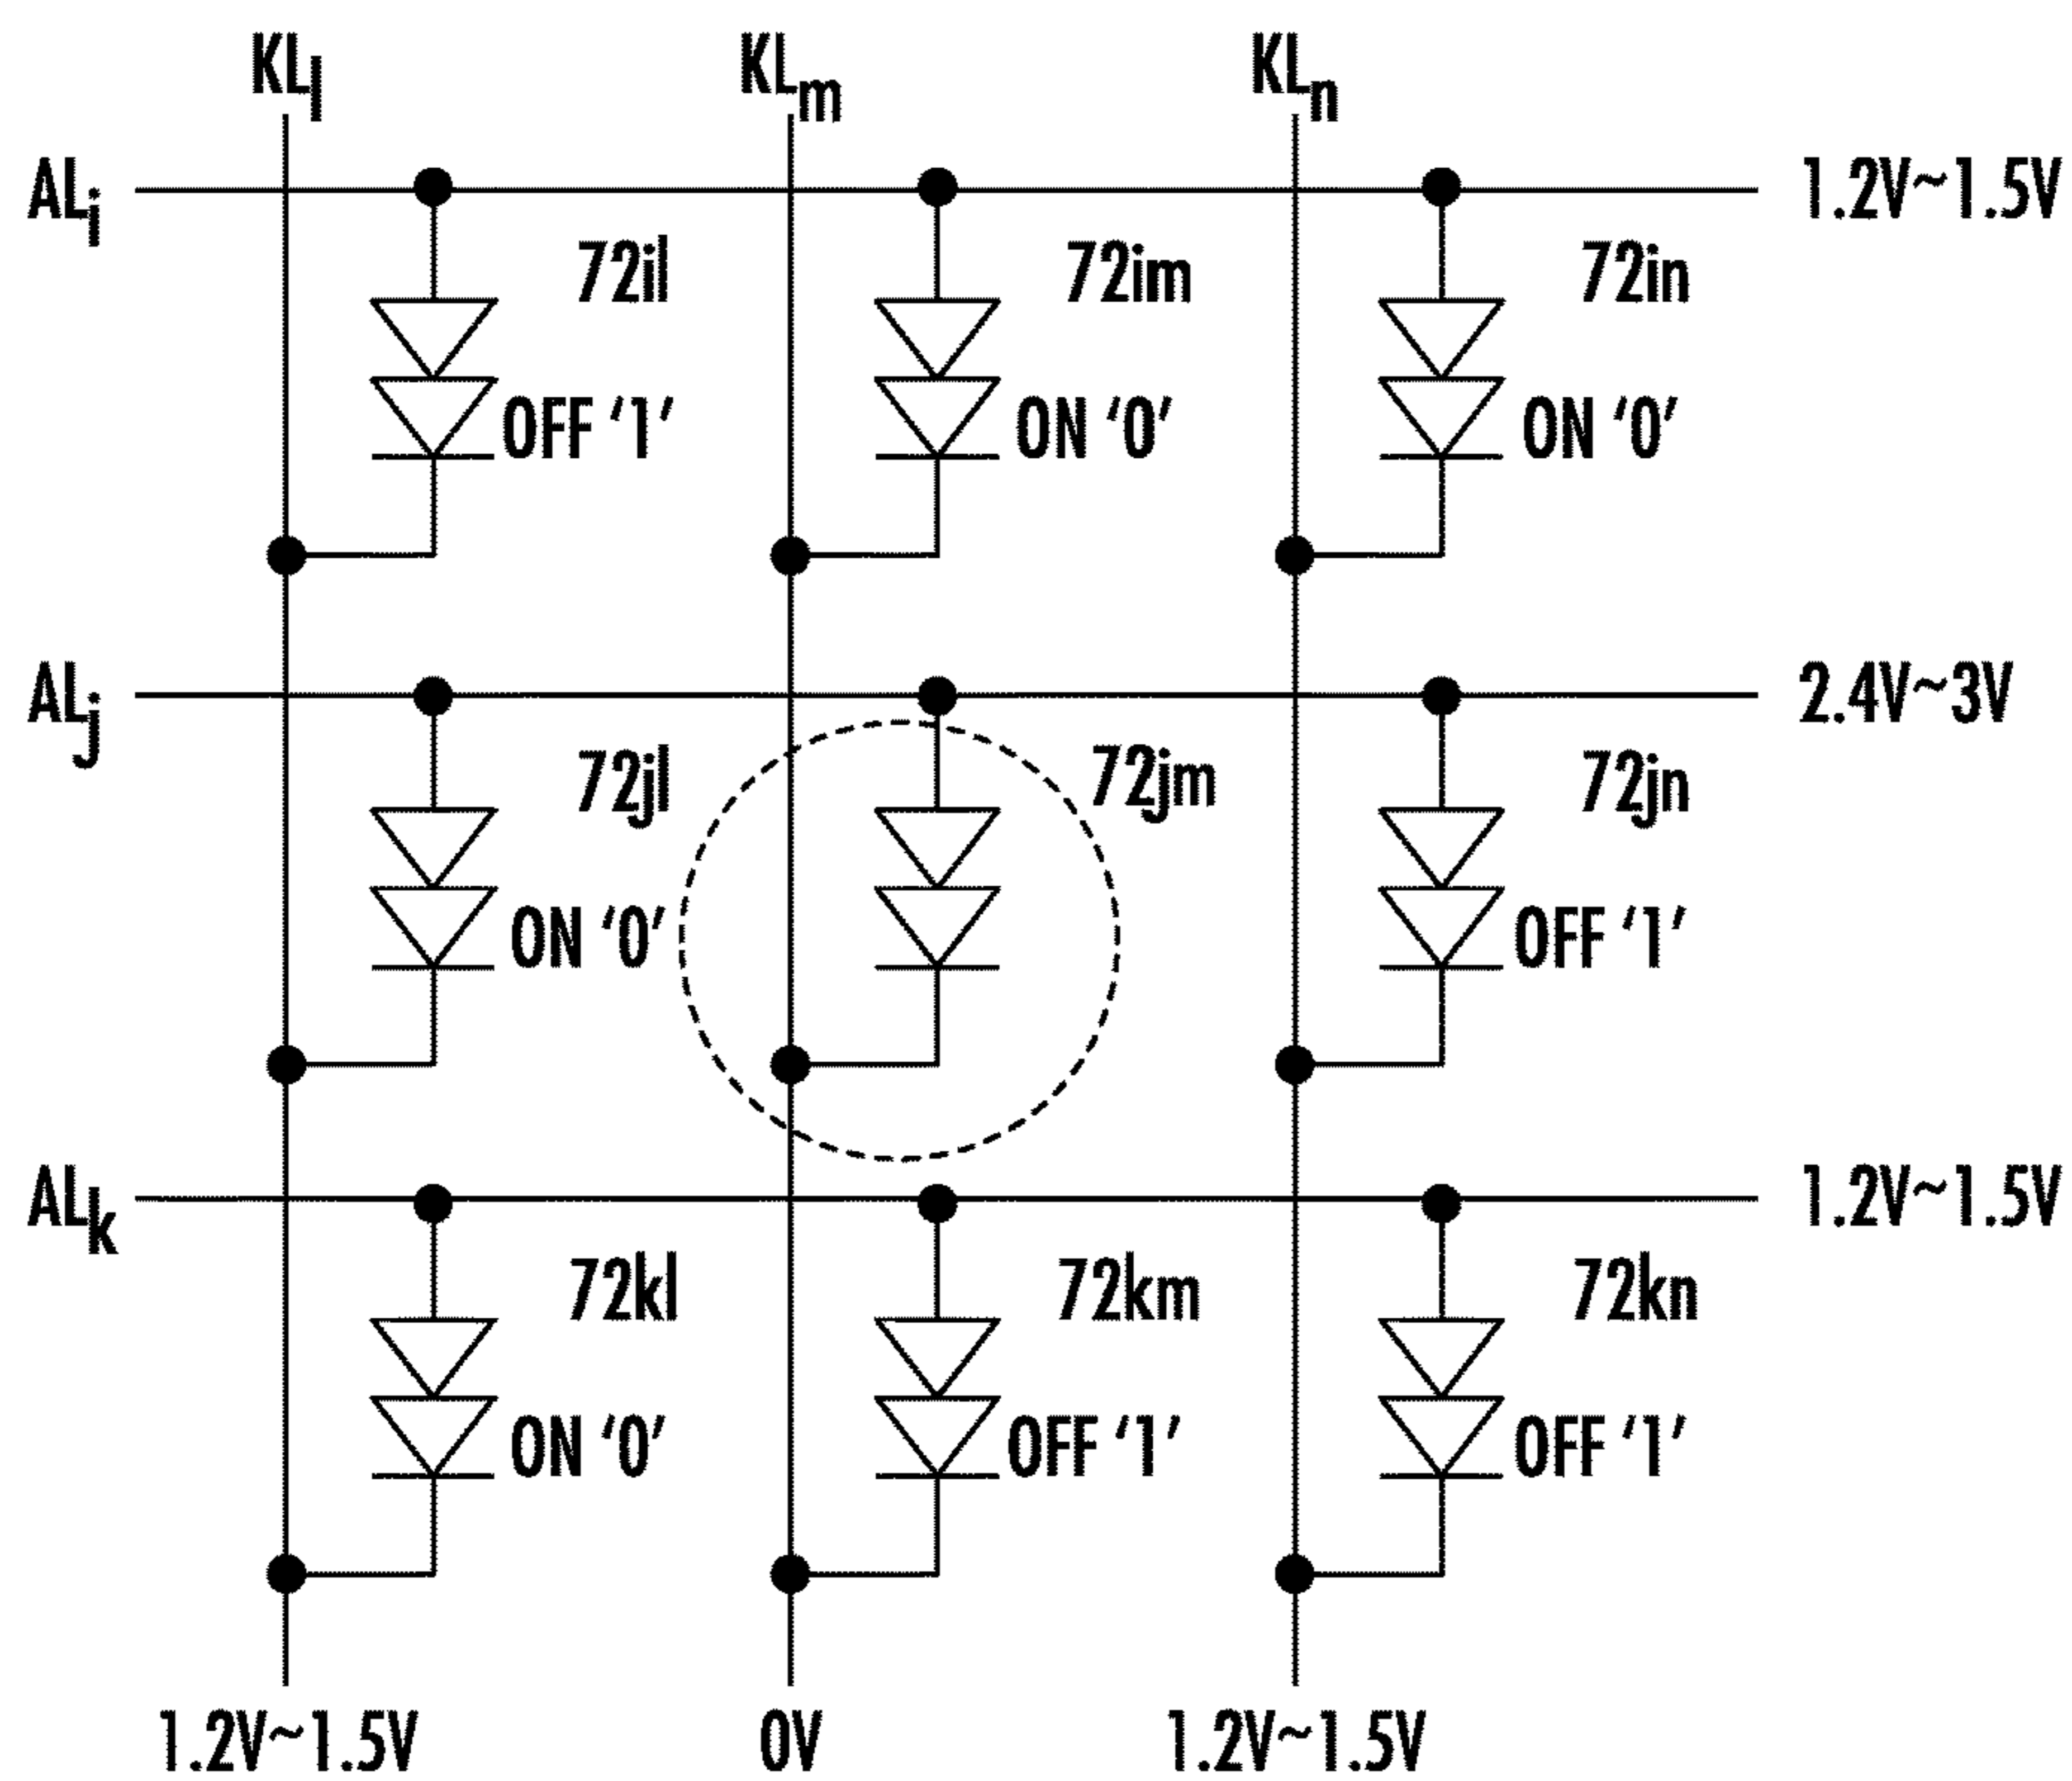 KLl KLm KLn
ALi 1.2V~1.5V
72il 72im 72in
OFF ‘1’ ON ‘0’ ON ‘0’
ALj 2.4V~3V
72jl 72jm 72jn
ON ‘0’ OFF ‘1’
ALk 1.2V~1.5V
72kl 72km 72kn
ON ‘0’ OFF ‘1’ OFF ‘1’
1.2V~1.5V 0V 1.2V~1.5V